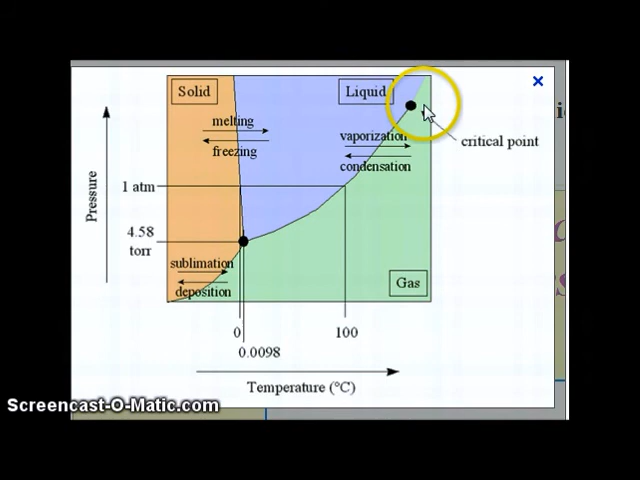 Solid
Liquid
melting
freezing
vaporization
condensation
critical point
Pressure
1 atm
4.58
torr
sublimation
deposition
Gas
0
100
0.0098
Temperature (°C)
Screencast-O-Matic.com